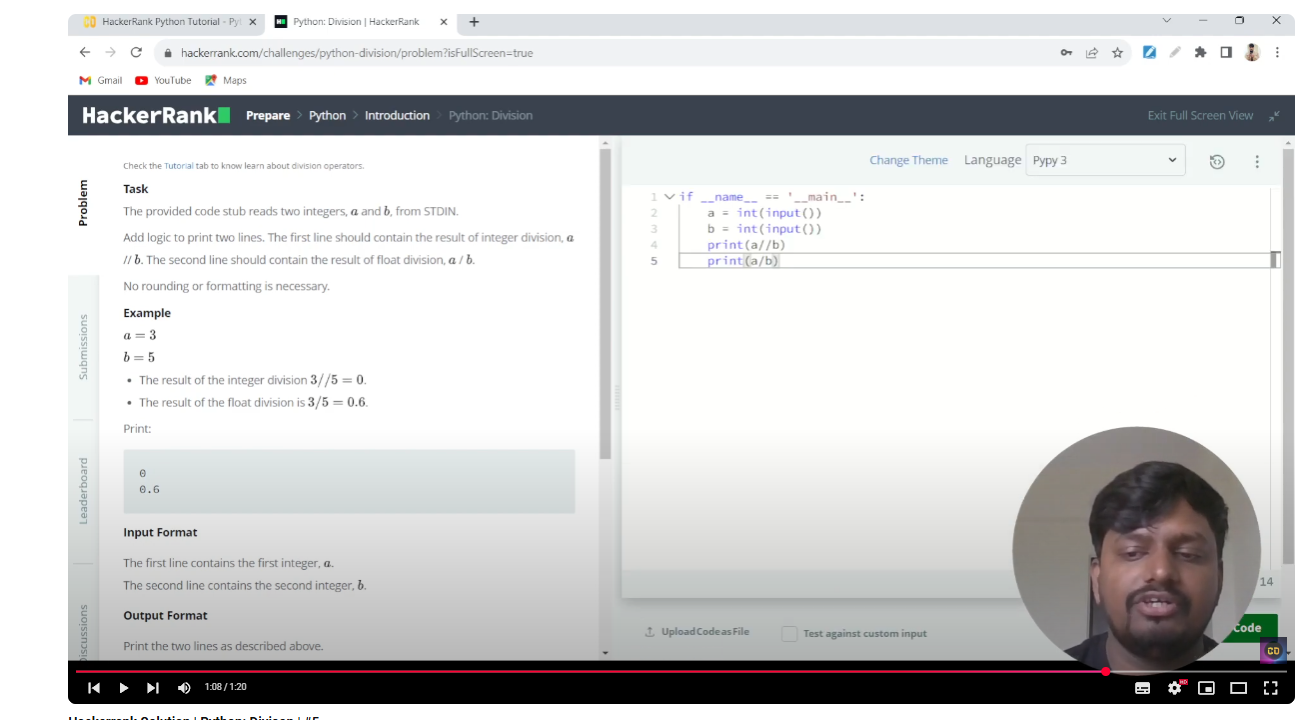 HackerRank Python Tutorial - Pyt
Python: Division | HackerRank
hackerrank.com/challenges/python-division/problem?isFullScreen=true
Gmail YouTube Maps
HackerRank Prepare > Python > Introduction > Python: Division Exit Full Screen View
Problem
Submissions
Leaderboard
Check the Tutorial tab to know learn about division operators.
Task
The provided code stub reads two integers, a and b, from STDIN.
Add logic to print two lines. The first line should contain the result of integer division, a
// b. The second line should contain the result of float division, a / b.
No rounding or formatting is necessary.
Example
a = 3
b = 5
• The result of the integer division 3//5 = 0.
• The result of the float division is 3/5 = 0.6.
Print:
0
0.6
Input Format
The first line contains the first integer, a.
The second line contains the second integer, b.
Output Format
Print the two lines as described above.
Change Theme Language Pypy 3
1 if __name__ == '__main__':
2 a = int(input())
3 b = int(input())
4 print(a//b)
5 print(a/b)
14
Upload Code as File Test against custom input Code
CD
1:08 / 1:20
HD